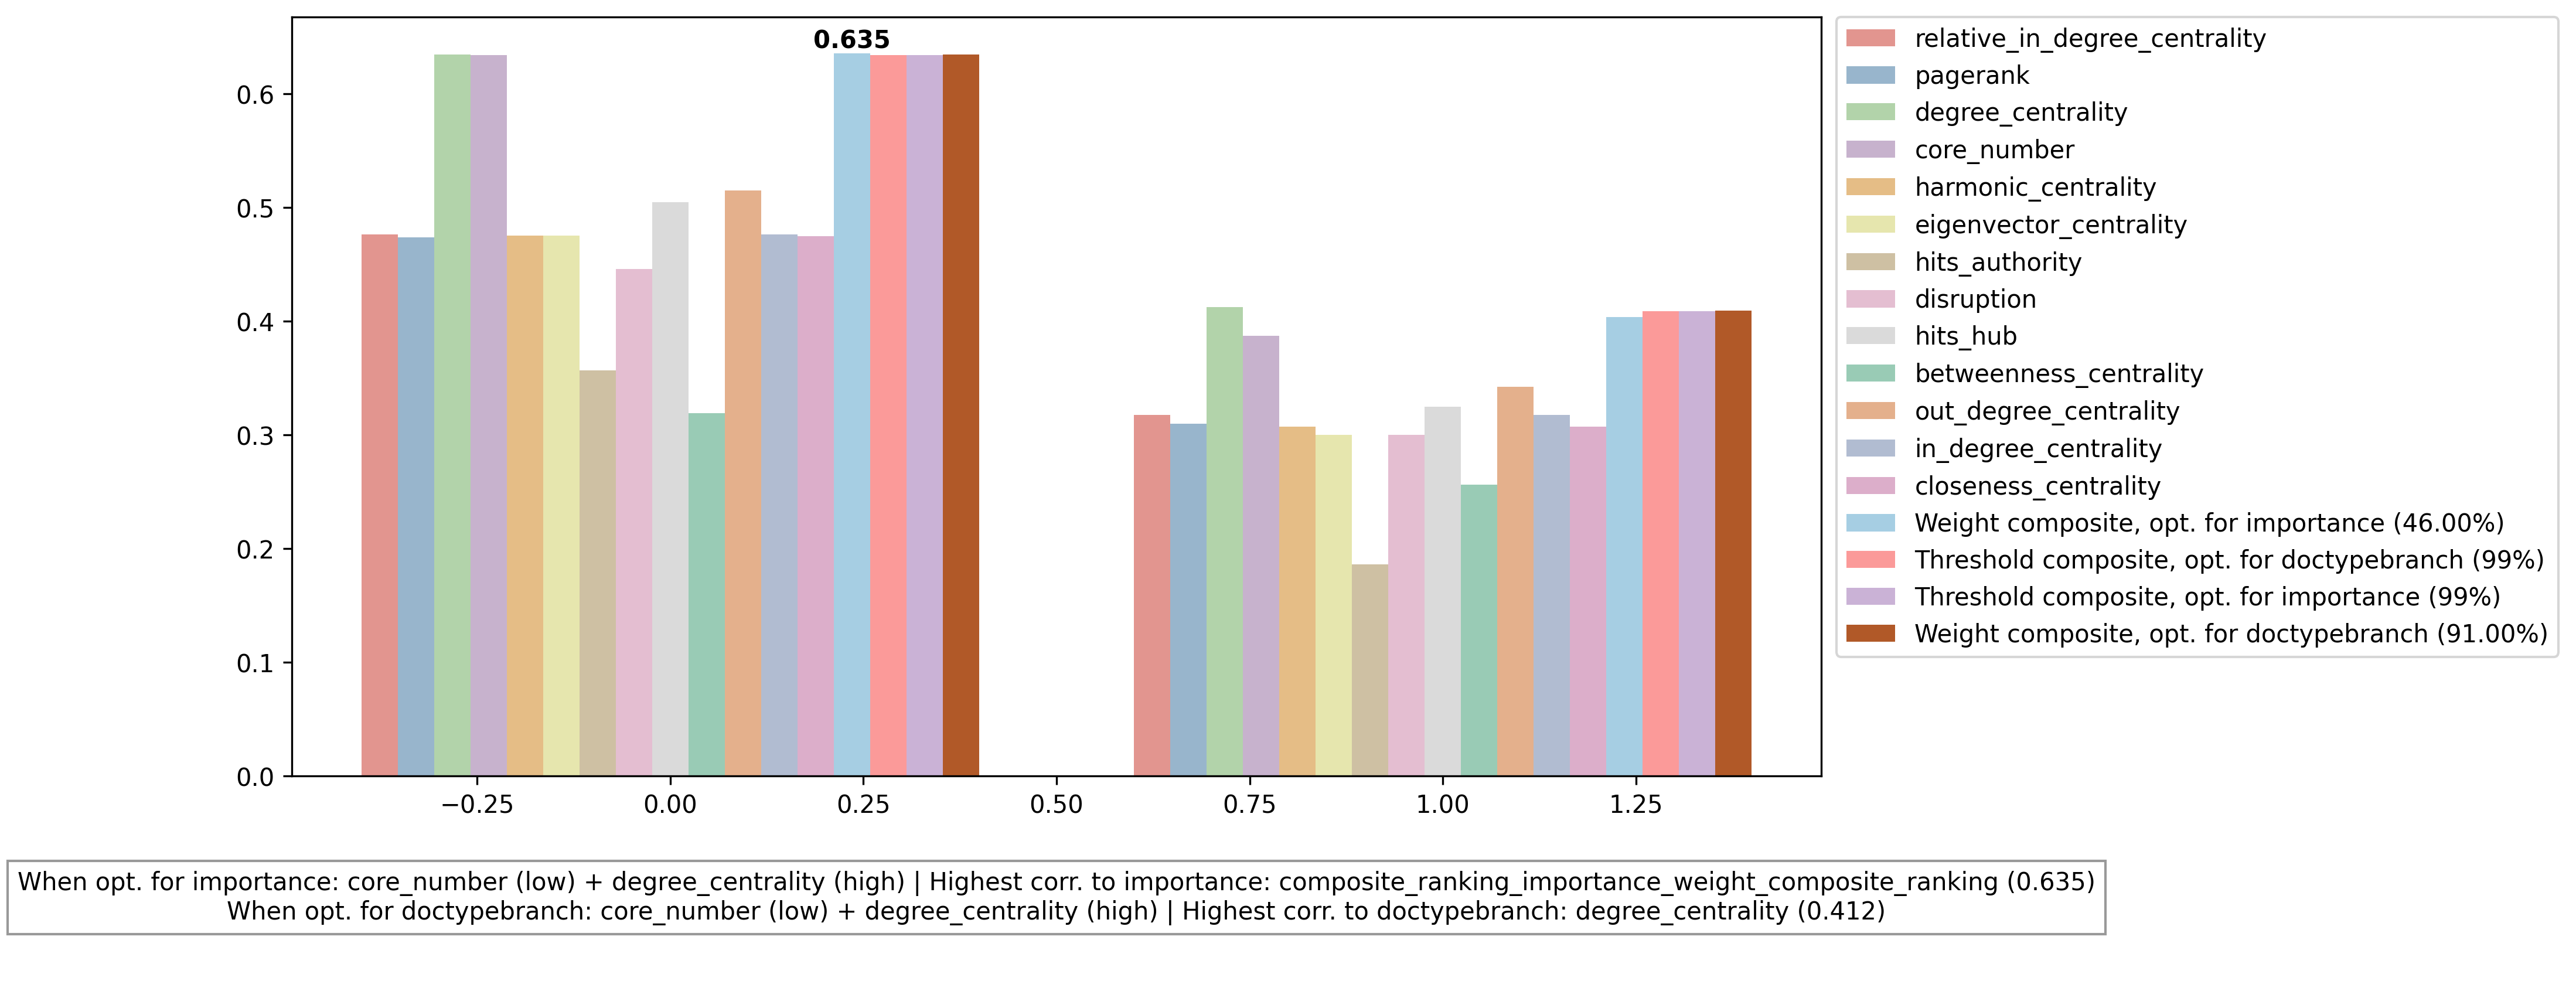 0.635
0.6
0.5
0.4
0.3
0.2
0.1
0.0
−0.25 0.00 0.25 0.50 0.75 1.00 1.25
relative_in_degree_centrality
pagerank
degree_centrality
core_number
harmonic_centrality
eigenvector_centrality
hits_authority
disruption
hits_hub
betweenness_centrality
out_degree_centrality
in_degree_centrality
closeness_centrality
Weight composite, opt. for importance (46.00%)
Threshold composite, opt. for doctypebranch (99%)
Threshold composite, opt. for importance (99%)
Weight composite, opt. for doctypebranch (91.00%)
When opt. for importance: core_number (low) + degree_centrality (high) | Highest corr. to importance: composite_ranking_importance_weight_composite_ranking (0.635)
When opt. for doctypebranch: core_number (low) + degree_centrality (high) | Highest corr. to doctypebranch: degree_centrality (0.412)